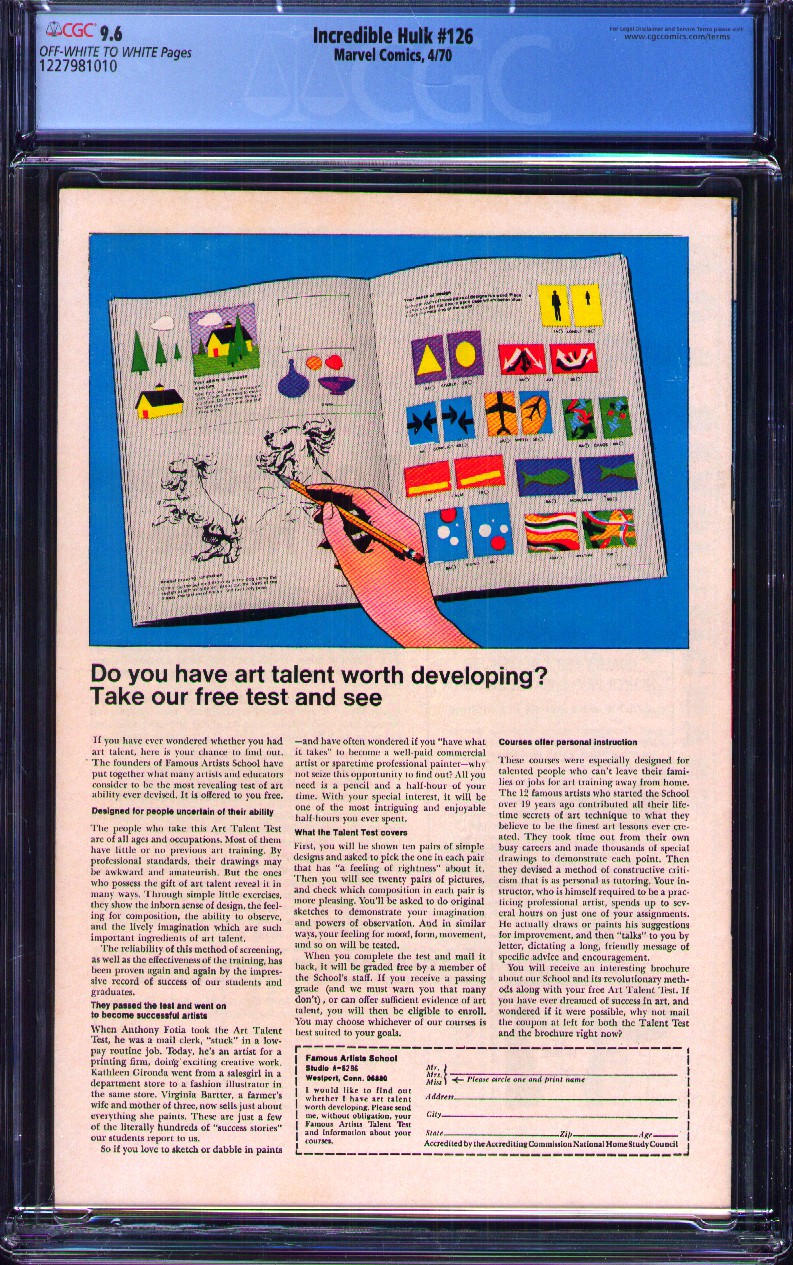 CGC 9.6
OFF-WHITE TO WHITE Pages
1227981010
Incredible Hulk #126
Marvel Comics, 4/70
For Legal Disclaimer and Service Terms please visit
www.cgccomics.com/terms
CGC
Do you have art talent worth developing?
Take our free test and see
If you have ever wondered whether you had
art talent, here is your chance to find out.
The founders of Famous Artists School have
put together what many artists and educators
consider to be the most revealing test of art
ability ever devised. It is offered to you free.
Designed for people uncertain of their ability
The people who take this Art Talent Test
are of all ages and occupations. Most of them
have little or no previous art training. By
professional standards, their drawings may
be awkward and amateurish. But the ones
who possess the gift of art talent reveal it in
many ways. Through simple little exercises,
they show the inborn sense of design, the feel-
ing for composition, the ability to observe,
and the lively imagination which are such
important ingredients of art talent.
The reliability of this method of screening,
as well as the effectiveness of the training, has
been proven again and again by the impres-
sive record of success of our students and
graduates.
They passed the test and went on
to become successful artists
When Anthony Fotia took the Art Talent
Test, he was a mail clerk, "stuck" in a low-
pay routine job. Today, he's an artist for a
printing firm, doing exciting creative work.
Kathleen Gironda went from a salesgirl in a
department store to a fashion illustrator in
the same store. Virginia Bartter, a farmer's
wife and mother of three, now sells just about
everything she paints. These are just a few
of the literally hundreds of "success stories"
our students report to us.
So if you love to sketch or dabble in paints
—and have often wondered if you "have what
it takes" to become a well-paid commercial
artist or sparetime professional painter—why
not seize this opportunity to find out? All you
need is a pencil and a half-hour of your
time. With your special interest, it will be
one of the most intriguing and enjoyable
half-hours you ever spent.
What the Talent Test covers
First, you will be shown ten pairs of simple
designs and asked to pick the one in each pair
that has "a feeling of rightness" about it.
Then you will see twenty pairs of pictures,
and check which composition in each pair is
more pleasing. You'll be asked to do original
sketches to demonstrate your imagination
and powers of observation. And in similar
ways, your feeling for mood, form, movement,
and so on will be tested.
When you complete the test and mail it
back, it will be graded free by a member of
the School's staff. If you receive a passing
grade (and we must warn you that many
don't), or can offer sufficient evidence of art
talent, you will then be eligible to enroll.
You may choose whichever of our courses is
best suited to your goals.
Courses offer personal instruction
These courses were especially designed for
talented people who can't leave their fami-
lies or jobs for art training away from home.
The 12 famous artists who started the School
over 19 years ago contributed all their life-
time secrets of art technique to what they
believe to be the finest art lessons ever cre-
ated. They took time out from their own
busy careers and made thousands of special
drawings to demonstrate each point. Then
they devised a method of constructive criti-
cism that is as personal as tutoring. Your in-
structor, who is himself required to be a prac-
ticing professional artist, spends up to sev-
eral hours on just one of your assignments.
He actually draws or paints his suggestions
for improvement, and then "talks" to you by
letter, dictating a long, friendly message of
specific advice and encouragement.
You will receive an interesting brochure
about our School and its revolutionary meth-
ods along with your free Art Talent Test. If
you have ever dreamed of success in art, and
wondered if it were possible, why not mail
the coupon at left for both the Talent Test
and the brochure right now?
Famous Artists School
Studio
Westport, Conn. 06880
I would like to find out
whether I have art talent
worth developing. Please send
me, without obligation, your
Famous Artists Talent Test
and information about your
courses.
Mr.
Mrs.
Miss
Please circle one and print name
Address
City
State Zip Age
Accredited by the Accrediting Commission National Home Study Council